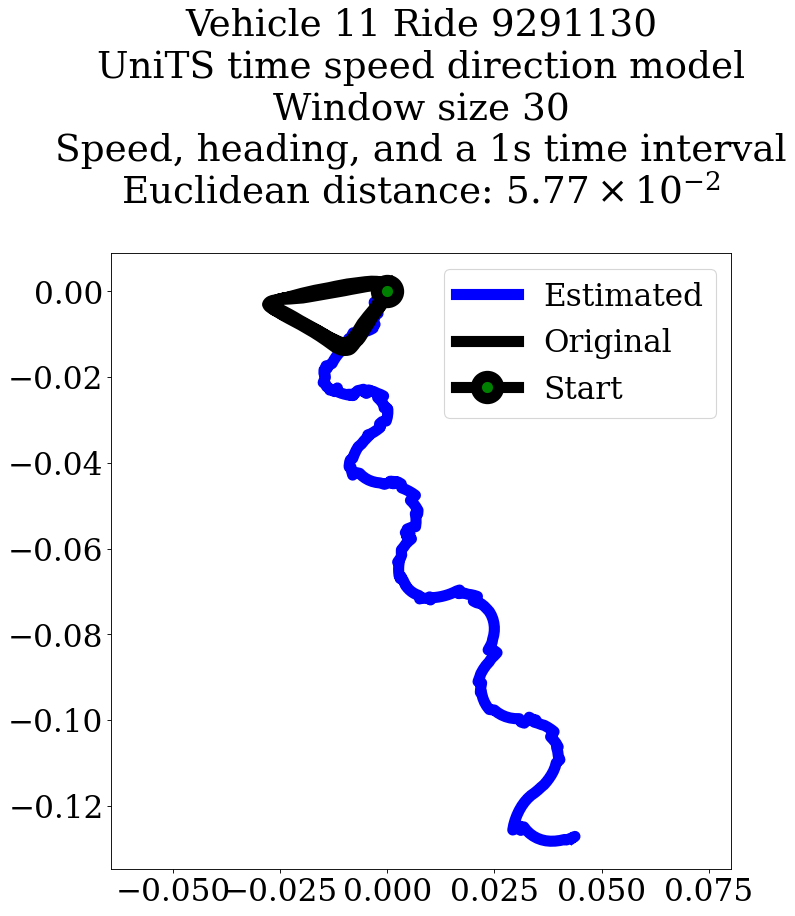 Vehicle 11 Ride 9291130
UniTS time speed direction model
Window size 30
Speed, heading, and a 1s time interval
Euclidean distance: 5.77 × 10⁻²
Estimated
Original
Start
0.00
−0.02
−0.04
−0.06
−0.08
−0.10
−0.12
−0.050 −0.025 0.000 0.025 0.050 0.075